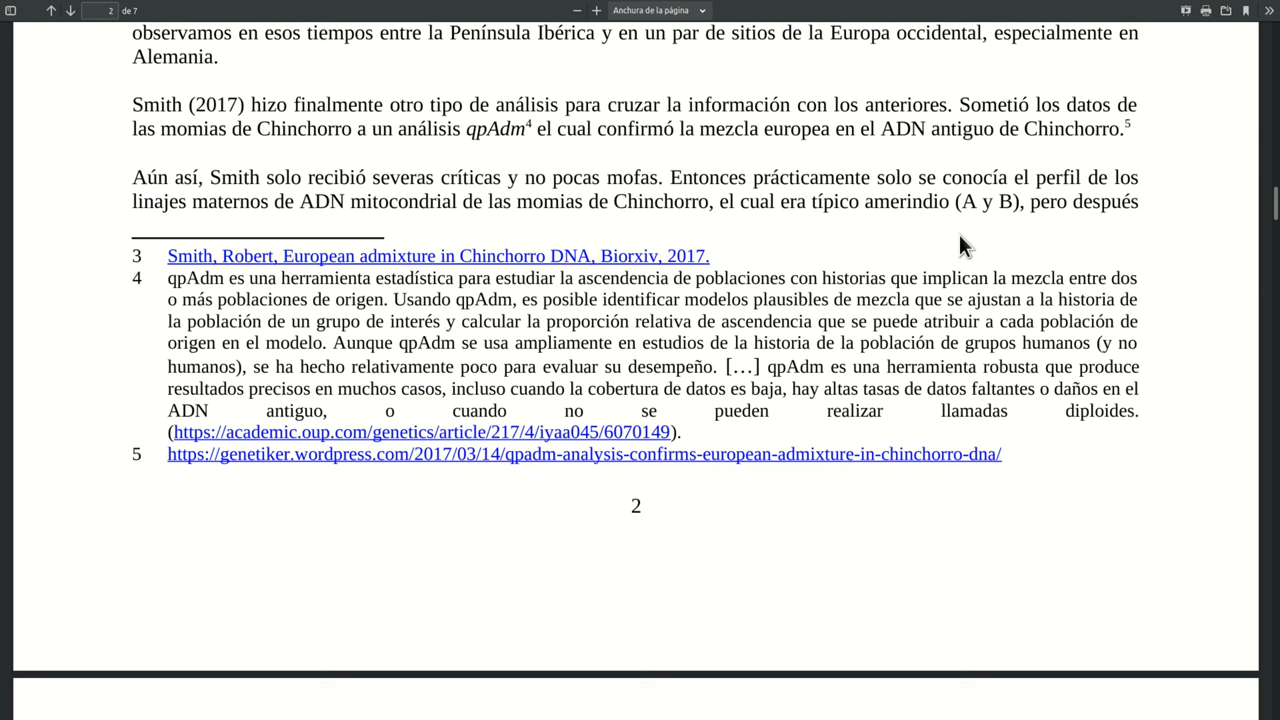 2 de 7 Anchura de la página
observamos en esos tiempos entre la Península Ibérica y en un par de sitios de la Europa occidental, especialmente en
Alemania.
Smith (2017) hizo finalmente otro tipo de análisis para cruzar la información con los anteriores. Sometió los datos de
las momias de Chinchorro a un análisis qpAdm4 el cual confirmó la mezcla europea en el ADN antiguo de Chinchorro.5
Aún así, Smith solo recibió severas críticas y no pocas mofas. Entonces prácticamente solo se conocía el perfil de los
linajes maternos de ADN mitocondrial de las momias de Chinchorro, el cual era típico amerindio (A y B), pero después
3 Smith, Robert, European admixture in Chinchorro DNA, Biorxiv, 2017.
4 qpAdm es una herramienta estadística para estudiar la ascendencia de poblaciones con historias que implican la mezcla entre dos
o más poblaciones de origen. Usando qpAdm, es posible identificar modelos plausibles de mezcla que se ajustan a la historia de
la población de un grupo de interés y calcular la proporción relativa de ascendencia que se puede atribuir a cada población de
origen en el modelo. Aunque qpAdm se usa ampliamente en estudios de la historia de la población de grupos humanos (y no
humanos), se ha hecho relativamente poco para evaluar su desempeño. […] qpAdm es una herramienta robusta que produce
resultados precisos en muchos casos, incluso cuando la cobertura de datos es baja, hay altas tasas de datos faltantes o daños en el
ADN antiguo, o cuando no se pueden realizar llamadas diploides.
(https://academic.oup.com/genetics/article/217/4/iyaa045/6070149).
5 https://genetiker.wordpress.com/2017/03/14/qpadm-analysis-confirms-european-admixture-in-chinchorro-dna/
2